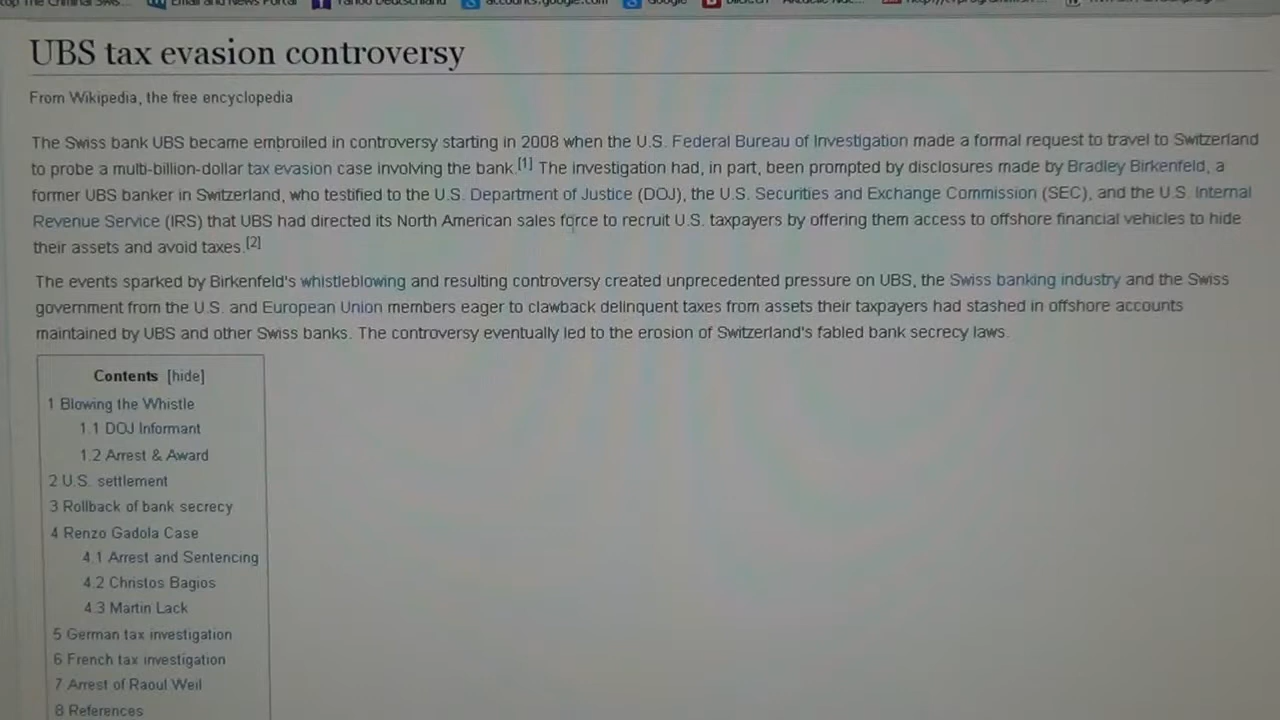 Email and News Portal Yahoo Deutschland accounts.google.com Google
UBS tax evasion controversy
From Wikipedia, the free encyclopedia
The Swiss bank UBS became embroiled in controversy starting in 2008 when the U.S. Federal Bureau of Investigation made a formal request to travel to Switzerland
to probe a multi-billion-dollar tax evasion case involving the bank.[1] The investigation had, in part, been prompted by disclosures made by Bradley Birkenfeld, a
former UBS banker in Switzerland, who testified to the U.S. Department of Justice (DOJ), the U.S. Securities and Exchange Commission (SEC), and the U.S. Internal
Revenue Service (IRS) that UBS had directed its North American sales force to recruit U.S. taxpayers by offering them access to offshore financial vehicles to hide
their assets and avoid taxes.[2]
The events sparked by Birkenfeld's whistleblowing and resulting controversy created unprecedented pressure on UBS, the Swiss banking industry and the Swiss
government from the U.S. and European Union members eager to clawback delinquent taxes from assets their taxpayers had stashed in offshore accounts
maintained by UBS and other Swiss banks. The controversy eventually led to the erosion of Switzerland's fabled bank secrecy laws.
Contents [hide]
1 Blowing the Whistle
1.1 DOJ Informant
1.2 Arrest & Award
2 U.S. settlement
3 Rollback of bank secrecy
4 Renzo Gadola Case
4.1 Arrest and Sentencing
4.2 Christos Bagios
4.3 Martin Lack
5 German tax investigation
6 French tax investigation
7 Arrest of Raoul Weil
8 References